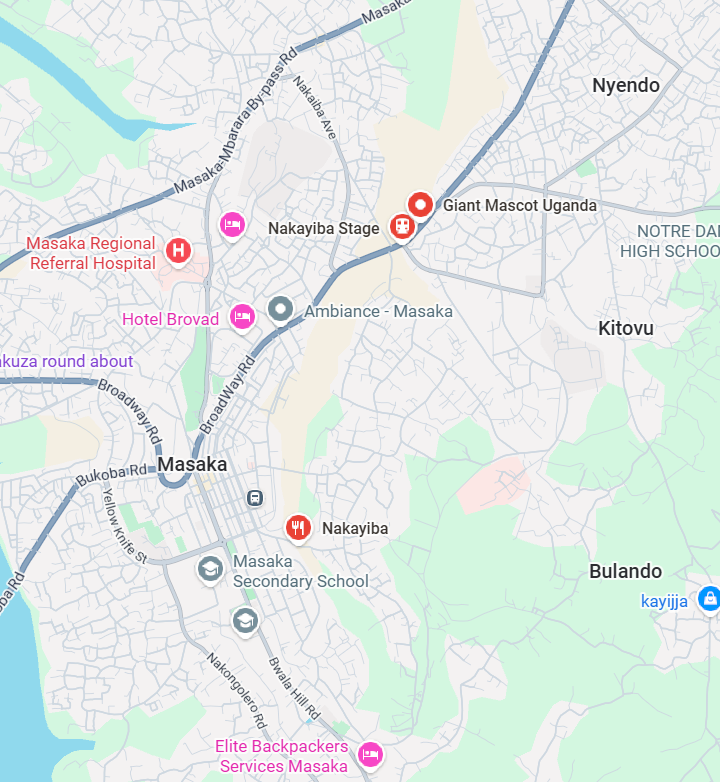 Masaka
Nyendo
Masaka-Mbarara By-pass Rd
Nakaiba Ave
Giant Mascot Uganda
Nakayiba Stage
NOTRE DA
HIGH SCHOO
Masaka Regional
Referral Hospital
H
Ambiance - Masaka
Hotel Brovad
Kitovu
akuza round about
BroadWay Rd
Broadway Rd
Masaka
Bukoba Rd
Yellow Knife St
Nakayiba
Masaka
Secondary School
Bulando
kayijja
oba Rd
Nakongolero Rd
Bwala Hill Rd
Elite Backpackers
Services Masaka